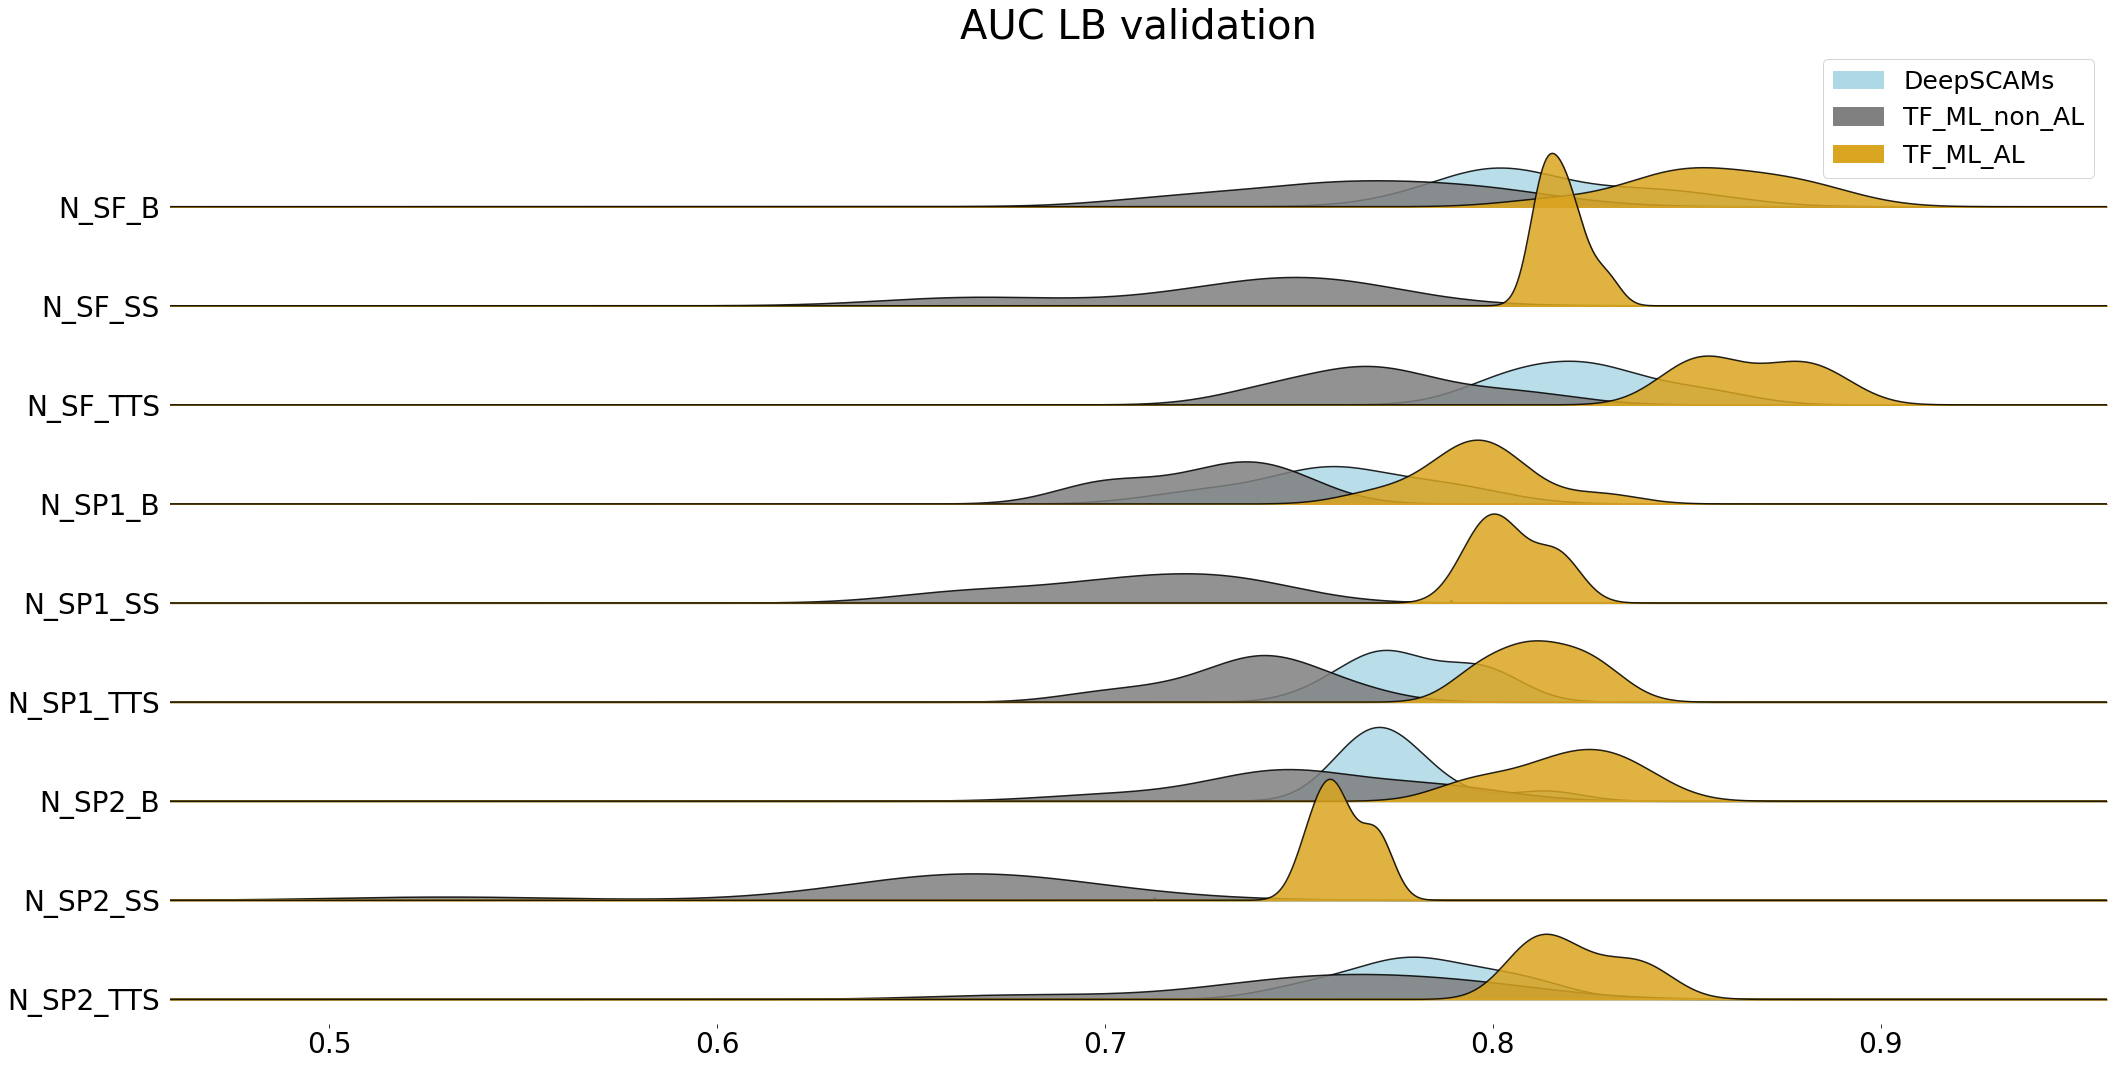 AUC LB validation
DeepSCAMs
TF_ML_non_AL
TF_ML_AL
N_SF_B
N_SF_SS
N_SF_TTS
N_SP1_B
N_SP1_SS
N_SP1_TTS
N_SP2_B
N_SP2_SS
N_SP2_TTS
0.5 0.6 0.7 0.8 0.9